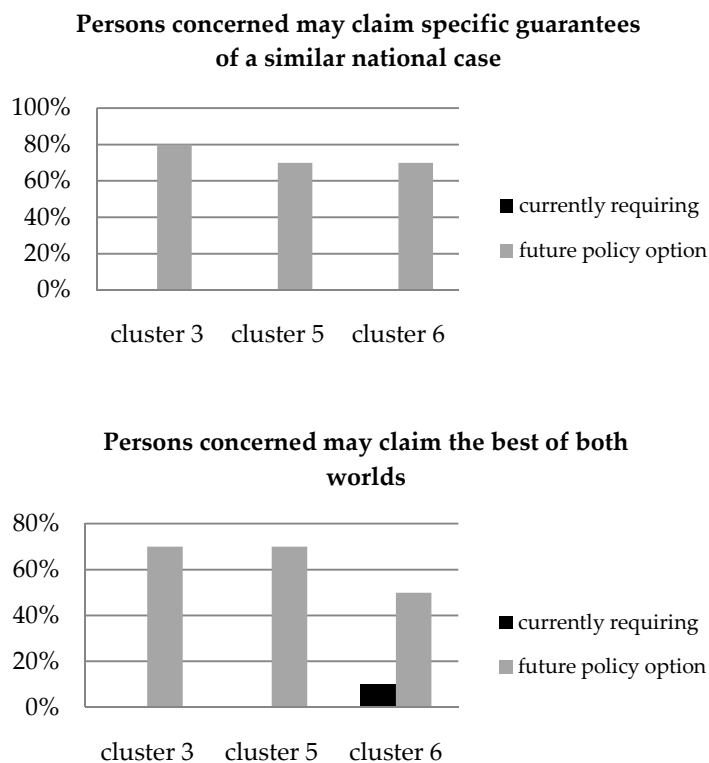 Persons concerned may claim specific guarantees
of a similar national case
100%
80%
60%
40%
20%
0%
cluster 3
cluster 5
cluster 6
currently requiring
future policy option
Persons concerned may claim the best of both
worlds
80%
60%
40%
20%
0%
cluster 3
cluster 5
cluster 6
currently requiring
future policy option